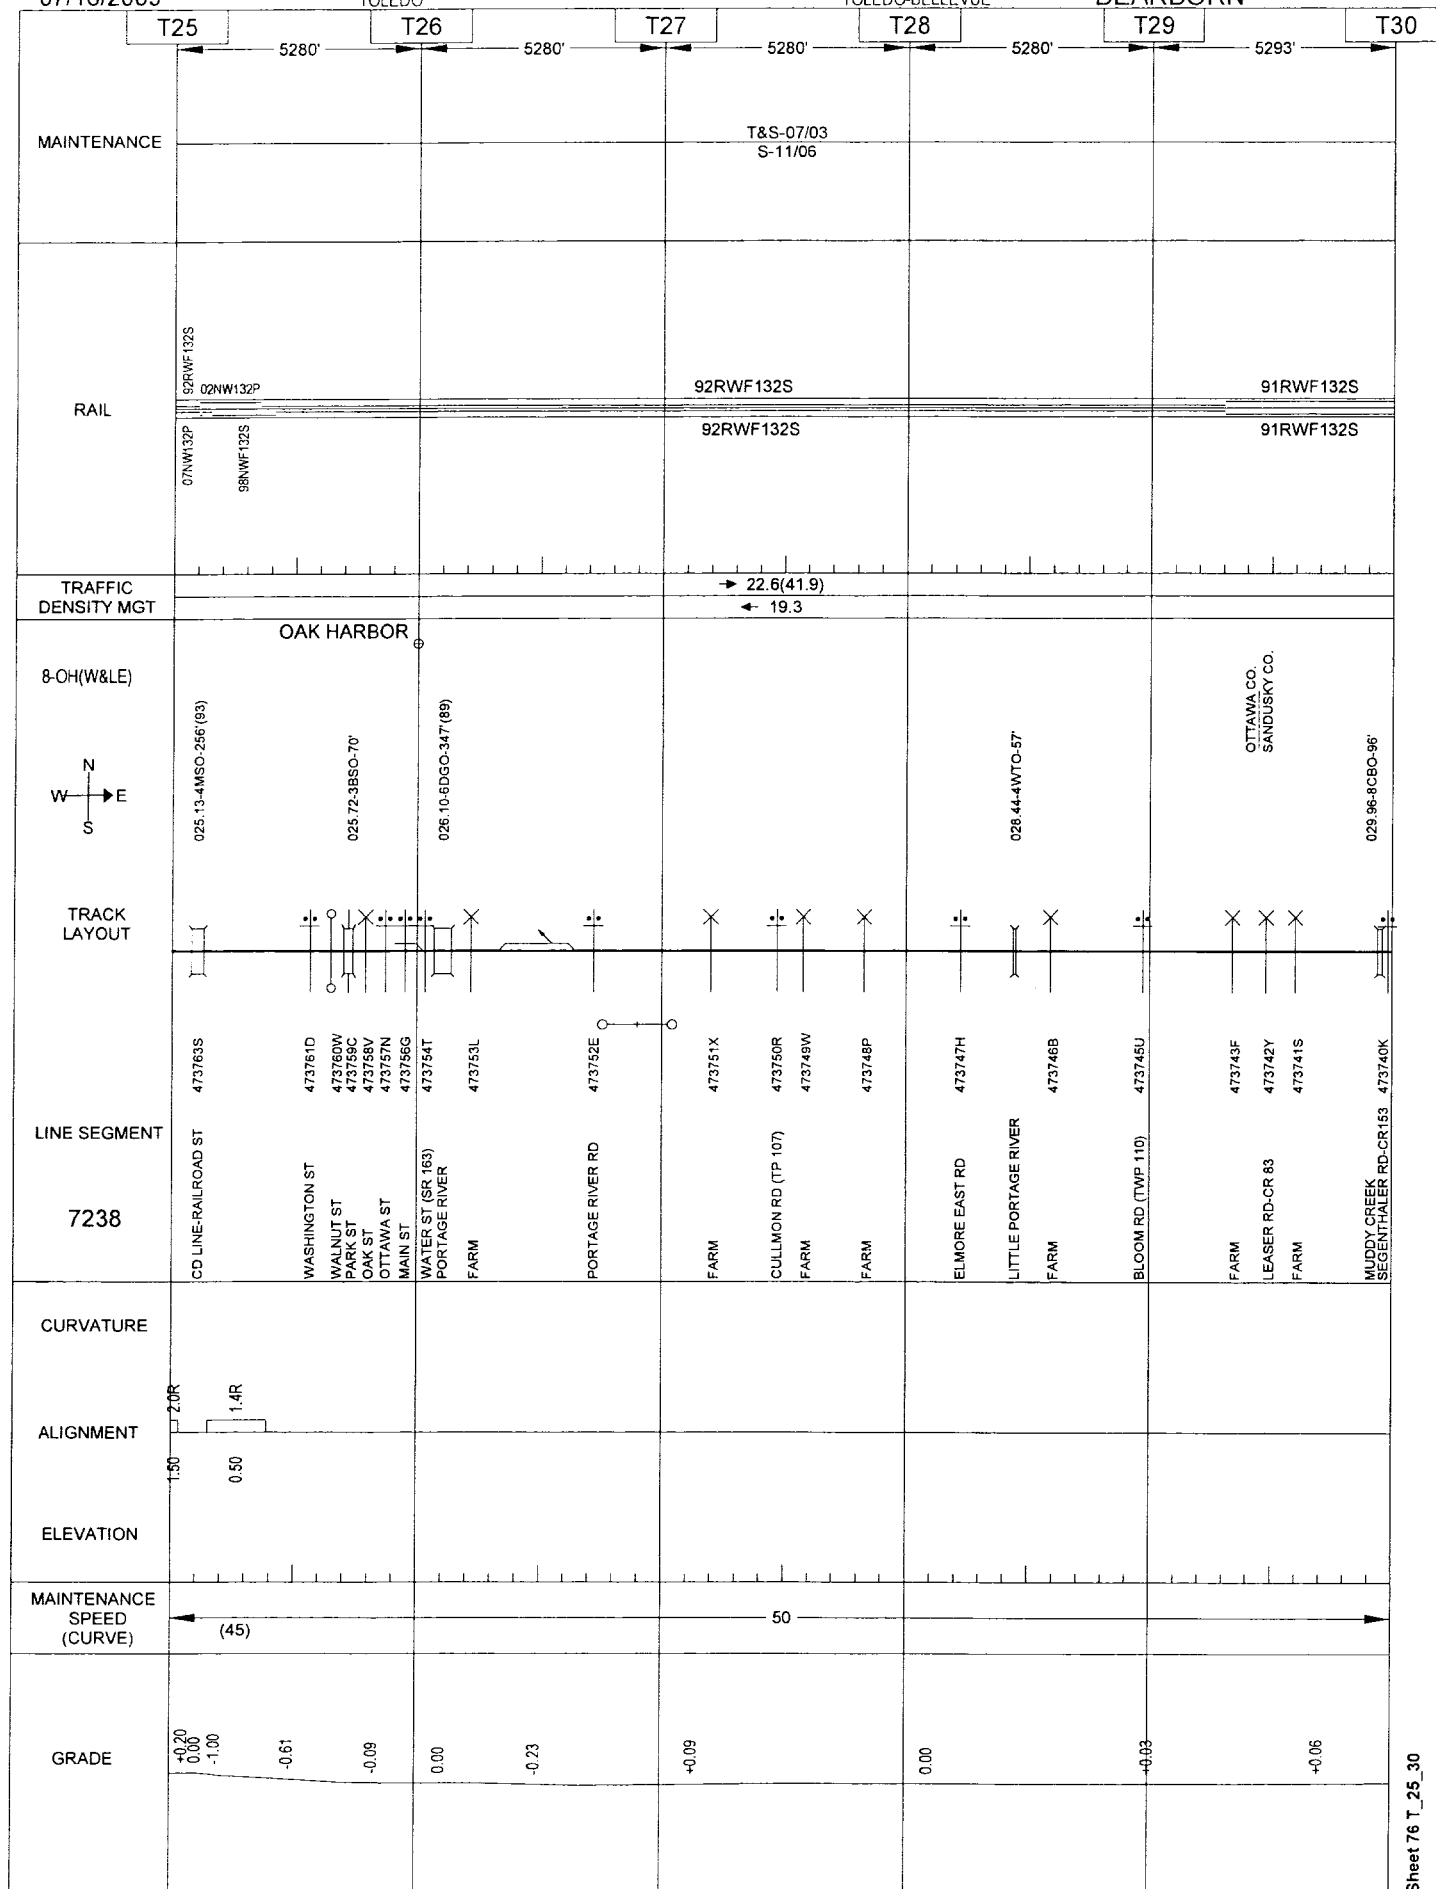 TOLEDO
DEARBORN
T25 T26 T27 T28 T29 T30
5280' 5280' 5280' 5280' 5293'
MAINTENANCE
T&S-07/03
S-11/06
RAIL
92RWF132S
02NW132P
92RWF132S
91RWF132S
07NW132P
98NWF132S
92RWF132S
91RWF132S
TRAFFIC
DENSITY MGT
22.6(41.9)
19.3
OAK HARBOR
8-OH(W&LE)
N
W E
S
025.13-4MSO-256'(93)
025.72-3BSO-70'
026.10-6DGO-347'(89)
028.44-4WTO-57'
OTTAWA CO.
SANDUSKY CO.
029.96-8CBO-96'
TRACK
LAYOUT
473763S
473761D
473760W
473759C
473758V
473757N
473756G
473754T
473753L
473752E
473751X
473750R
473749W
473748P
473747H
473746B
473745U
473743F
473742Y
473741S
473740K
LINE SEGMENT
7238
CD LINE-RAILROAD ST
WASHINGTON ST
WALNUT ST
PARK ST
OAK ST
OTTAWA ST
MAIN ST
WATER ST (SR 163)
PORTAGE RIVER
FARM
PORTAGE RIVER RD
FARM
CULLMON RD (TP 107)
FARM
FARM
ELMORE EAST RD
LITTLE PORTAGE RIVER
FARM
BLOOM RD (TWP 110)
FARM
LEASER RD-CR 83
FARM
MUDDY CREEK
SEGENTHALER RD-CR153
CURVATURE
2.0R
1.4R
ALIGNMENT
1.50
0.50
ELEVATION
MAINTENANCE
SPEED
(CURVE)
(45)
50
GRADE
+0.20
0.00
-1.00
-0.61
-0.09
0.00
-0.23
+0.09
0.00
+0.03
+0.06
Sheet 76 T_25_30